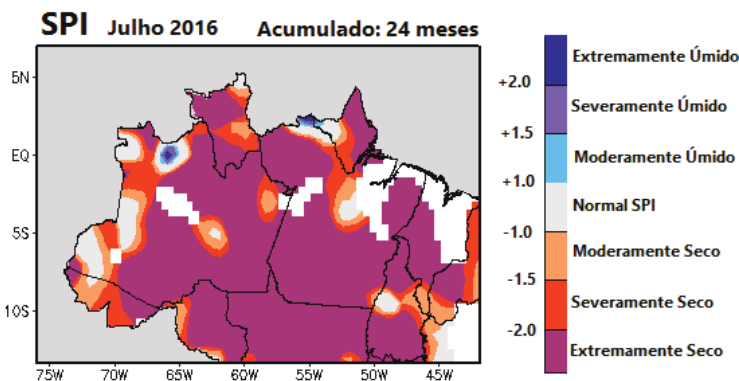 SPI Julho 2016 Acumulado: 24 meses
5N
EQ
5S
10S
75W 70W 65W 60W 55W 50W 45W
+2.0
+1.5
+1.0
-1.0
-1.5
-2.0
Extremamente Úmido
Severamente Úmido
Moderamente Úmido
Normal SPI
Moderamente Seco
Severamente Seco
Extremamente Seco